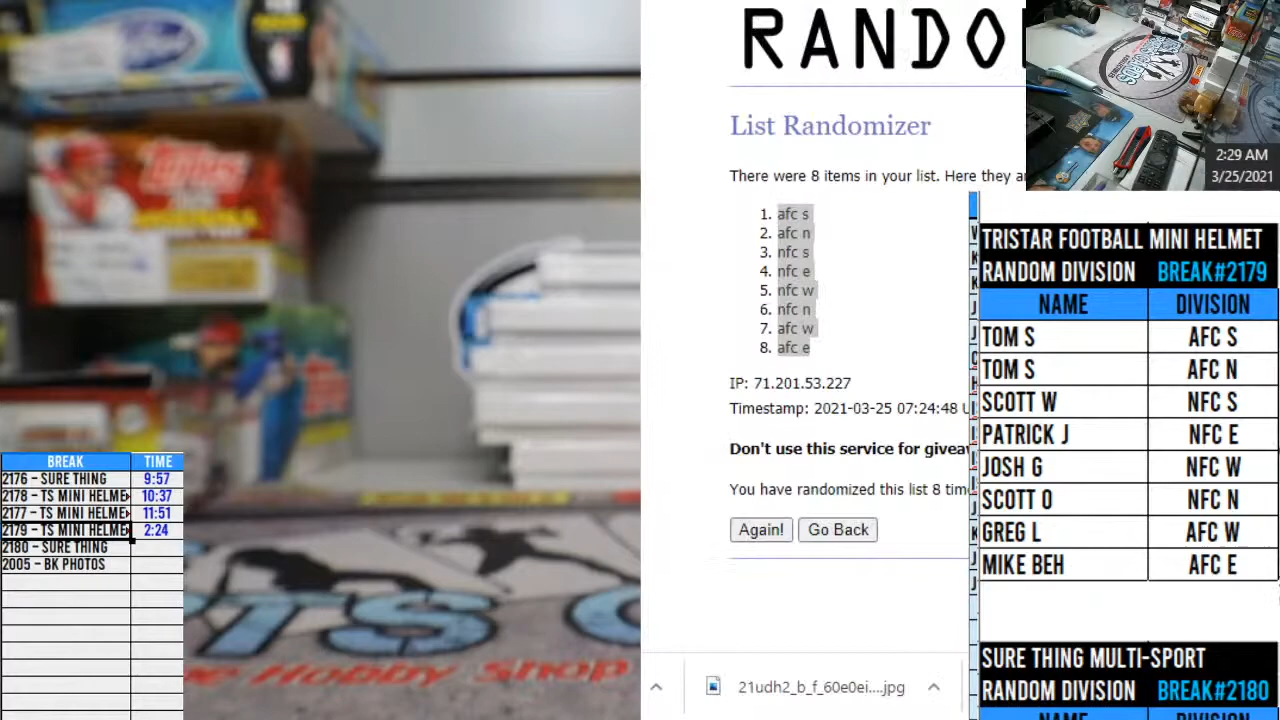 Topps
BREAK TIME
2176 – SURE THING 9:57
2178 – TS MINI HELME 10:37
2177 – TS MINI HELME 11:51
2179 – TS MINI HELME 2:24
2180 – SURE THING
2005 – BK PHOTOS
TS
Hobby Shop
RANDO
List Randomizer
There were 8 items in your list. Here they
1. afc s
2. afc n
3. nfc s
4. nfc e
5. nfc w
6. nfc n
7. afc w
8. afc e
IP: 71.201.53.227
Timestamp: 2021-03-25 07:24:48 U
Don't use this service for
You have randomized this list 8
Again! Go Back
21udh2_b_f_60e0ei....jpg
2:29 AM
3/25/2021
TRISTAR FOOTBALL MINI HELMET
RANDOM DIVISION BREAK#2179
NAME DIVISION
TOM S AFC S
TOM S AFC N
SCOTT W NFC S
PATRICK J NFC E
JOSH G NFC W
SCOTT O NFC N
GREG L AFC W
MIKE BEH AFC E
SURE THING MULTI-SPORT
RANDOM DIVISION BREAK#2180
NAME DIVISION